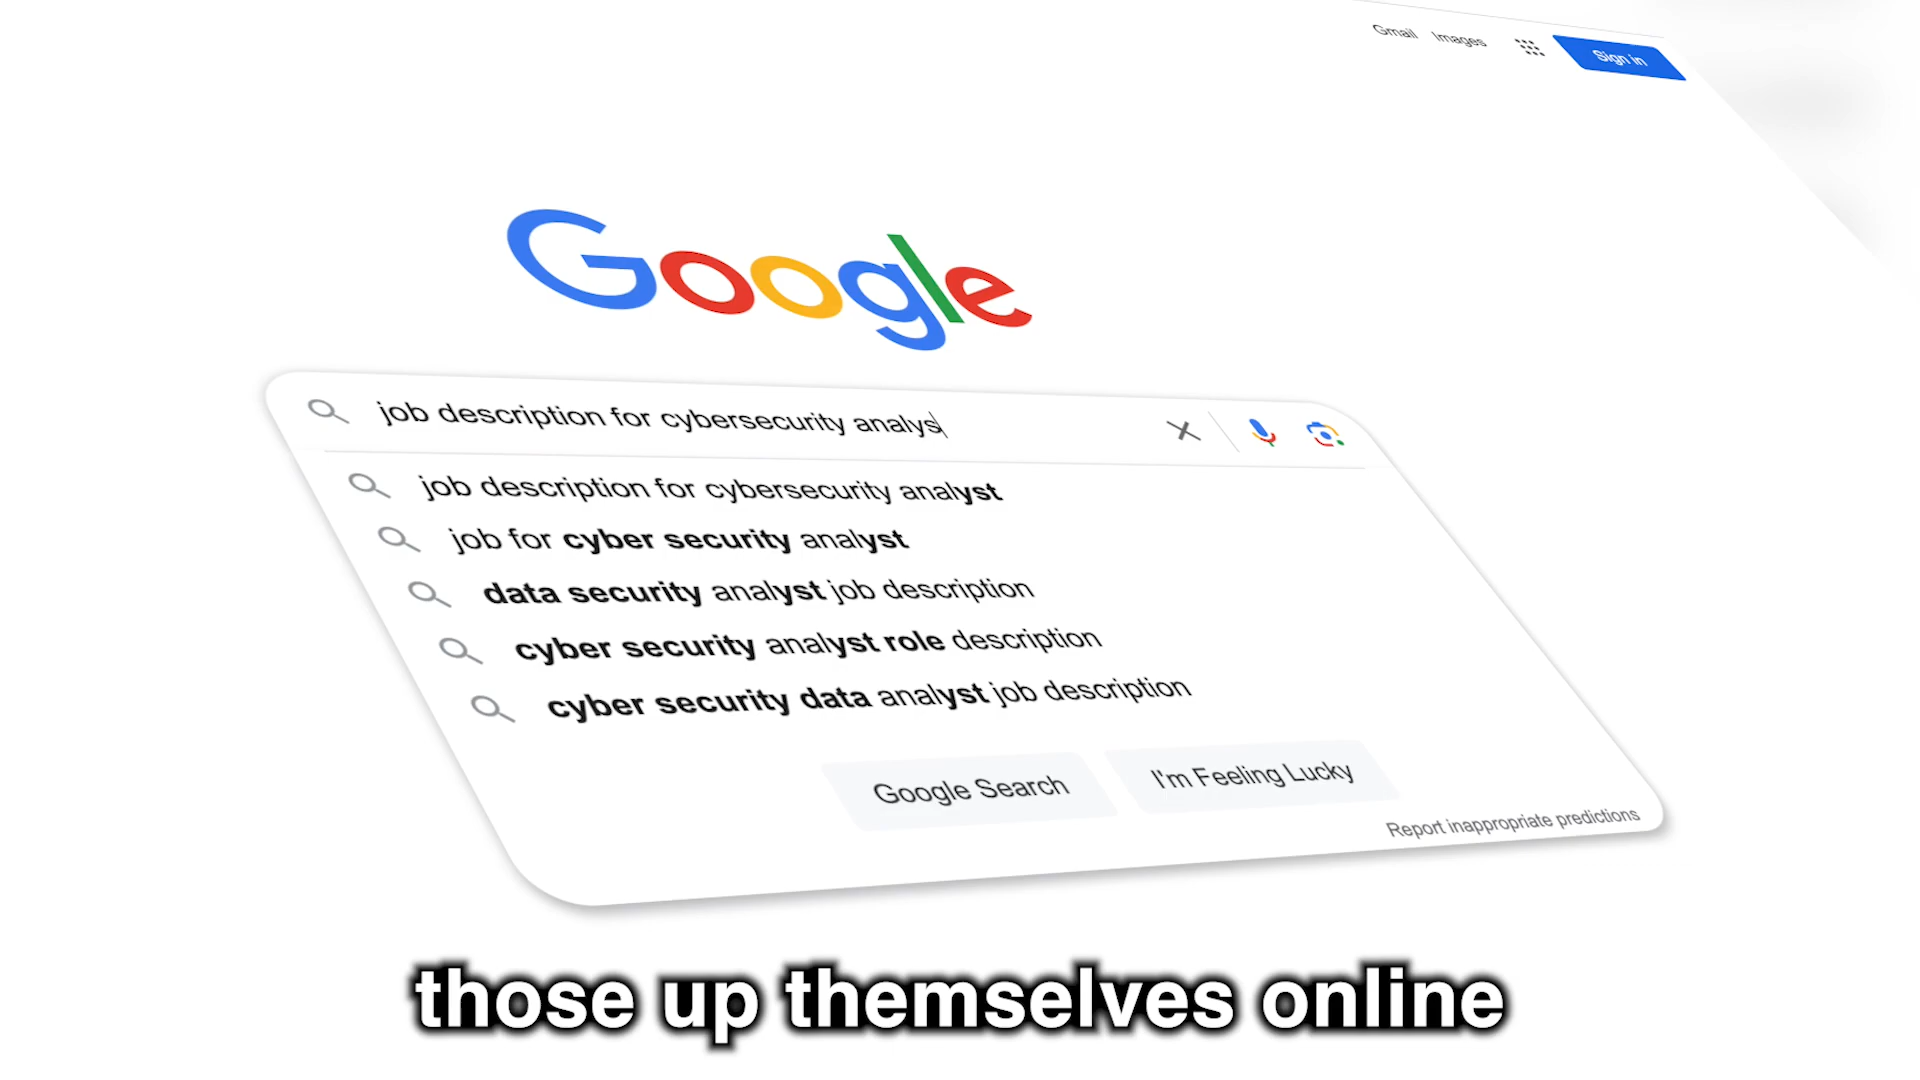 Gmail Images Sign in
Google
job description for cybersecurity analys
job description for cybersecurity analyst
job for cyber security analyst
data security analyst job description
cyber security analyst role description
cyber security data analyst job description
Google Search I'm Feeling Lucky
Report inappropriate predictions
those up themselves online